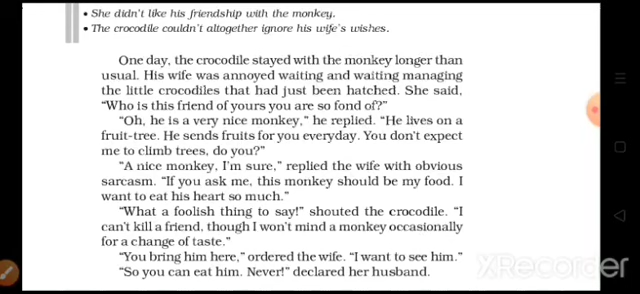 • She didn't like his friendship with the monkey.
• The crocodile couldn't altogether ignore his wife's wishes.
One day, the crocodile stayed with the monkey longer than
usual. His wife was annoyed waiting and waiting managing
the little crocodiles that had just been hatched. She said,
“Who is this friend of yours you are so fond of?”
“Oh, he is a very nice monkey,” he replied. “He lives on a
fruit-tree. He sends fruits for you everyday. You don't expect
me to climb trees, do you?”
“A nice monkey, I'm sure,” replied the wife with obvious
sarcasm. “If you ask me, this monkey should be my food. I
want to eat his heart so much.”
“What a foolish thing to say!” shouted the crocodile. “I
can't kill a friend, though I won't mind a monkey occasionally
for a change of taste.”
“You bring him here,” ordered the wife. “I want to see him.”
“So you can eat him. Never!” declared her husband.
XRecorder